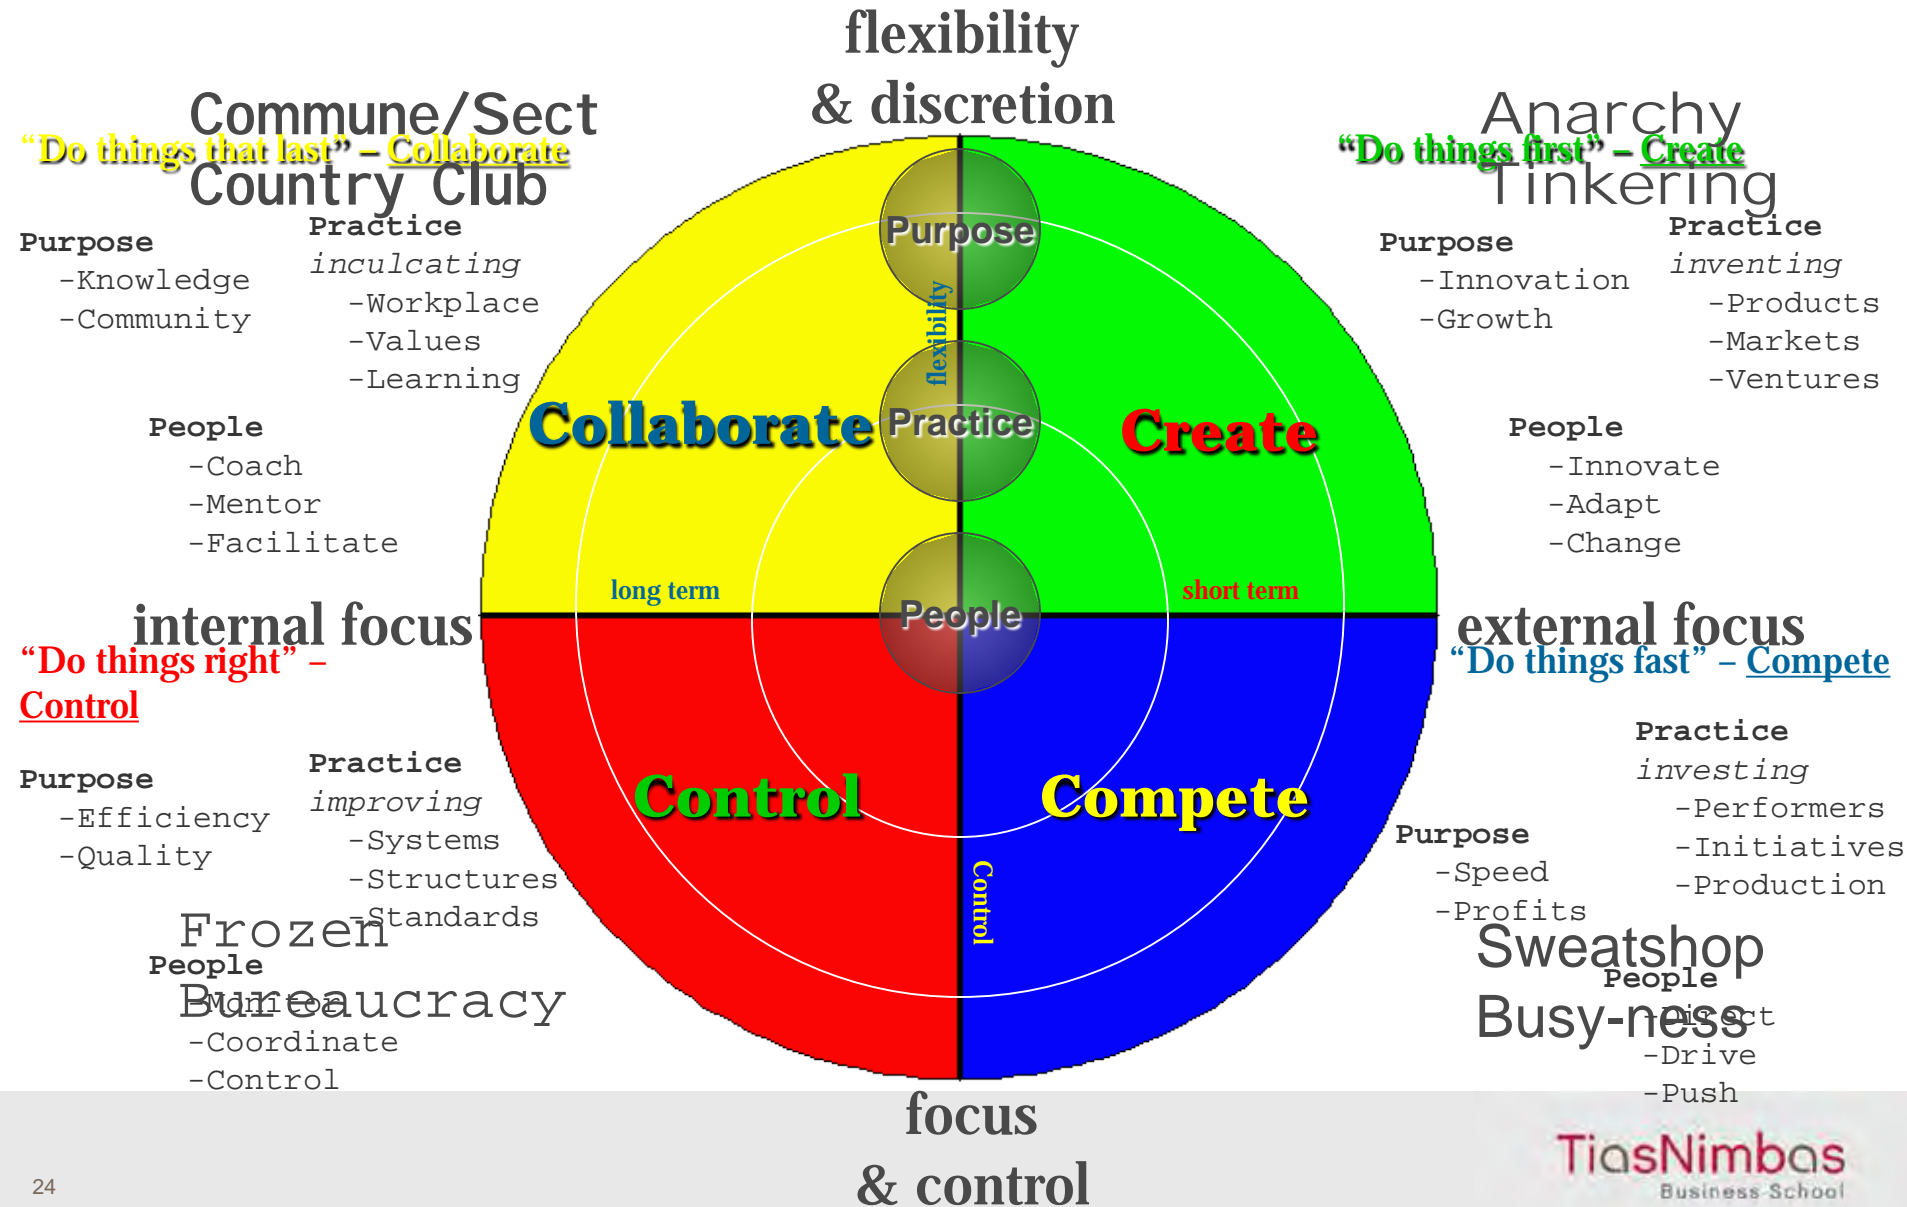 flexibility
& discretion
Commune/Sect
Country Club
“Do things that last” – Collaborate
Purpose
-Knowledge
-Community
Practice
inculcating
-Workplace
-Values
-Learning
People
-Coach
-Mentor
-Facilitate
Anarchy
Tinkering
“Do things first” – Create
Purpose
-Innovation
-Growth
Practice
inventing
-Products
-Markets
-Ventures
People
-Innovate
-Adapt
-Change
Purpose
flexibility
Collaborate
Practice
Create
long term
People
short term
internal focus
external focus
“Do things right” –
Control
Purpose
-Efficiency
-Quality
Practice
improving
-Systems
-Structures
-Standards
Frozen
Bureaucracy
People
-Monitor
-Coordinate
-Control
Control
Compete
Control
“Do things fast” – Compete
Practice
investing
-Performers
-Initiatives
-Production
Purpose
-Speed
-Profits
Sweatshop
Busy-ness
People
-Direct
-Drive
-Push
focus
& control
24
TiasNimbas
Business School